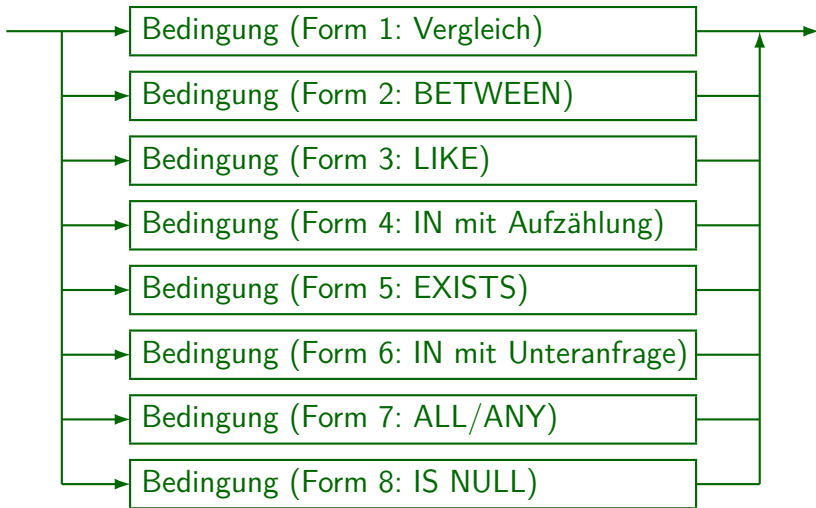 Bedingung (Form 1: Vergleich)
Bedingung (Form 2: BETWEEN)
Bedingung (Form 3: LIKE)
Bedingung (Form 4: IN mit Aufzählung)
Bedingung (Form 5: EXISTS)
Bedingung (Form 6: IN mit Unteranfrage)
Bedingung (Form 7: ALL/ANY)
Bedingung (Form 8: IS NULL)